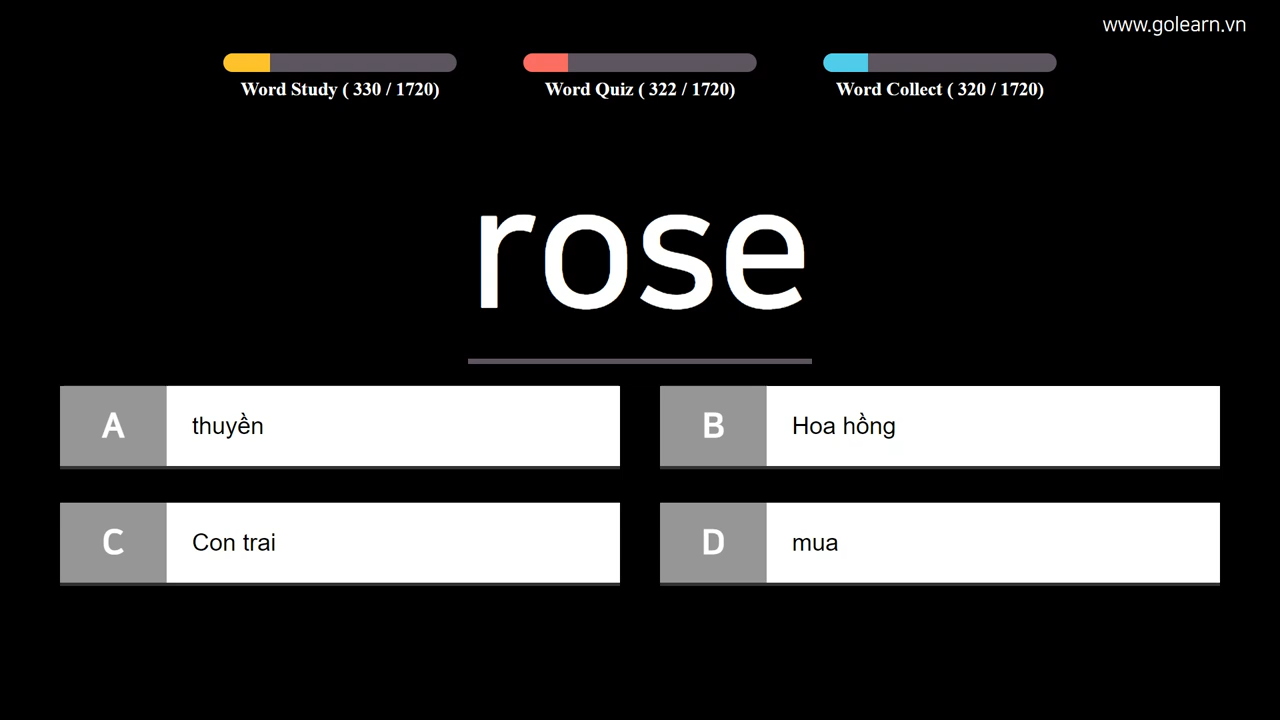 www.golearn.vn
Word Study ( 330 / 1720)
Word Quiz ( 322 / 1720)
Word Collect ( 320 / 1720)
rose
A thuyền
B Hoa hồng
C Con trai
D mua